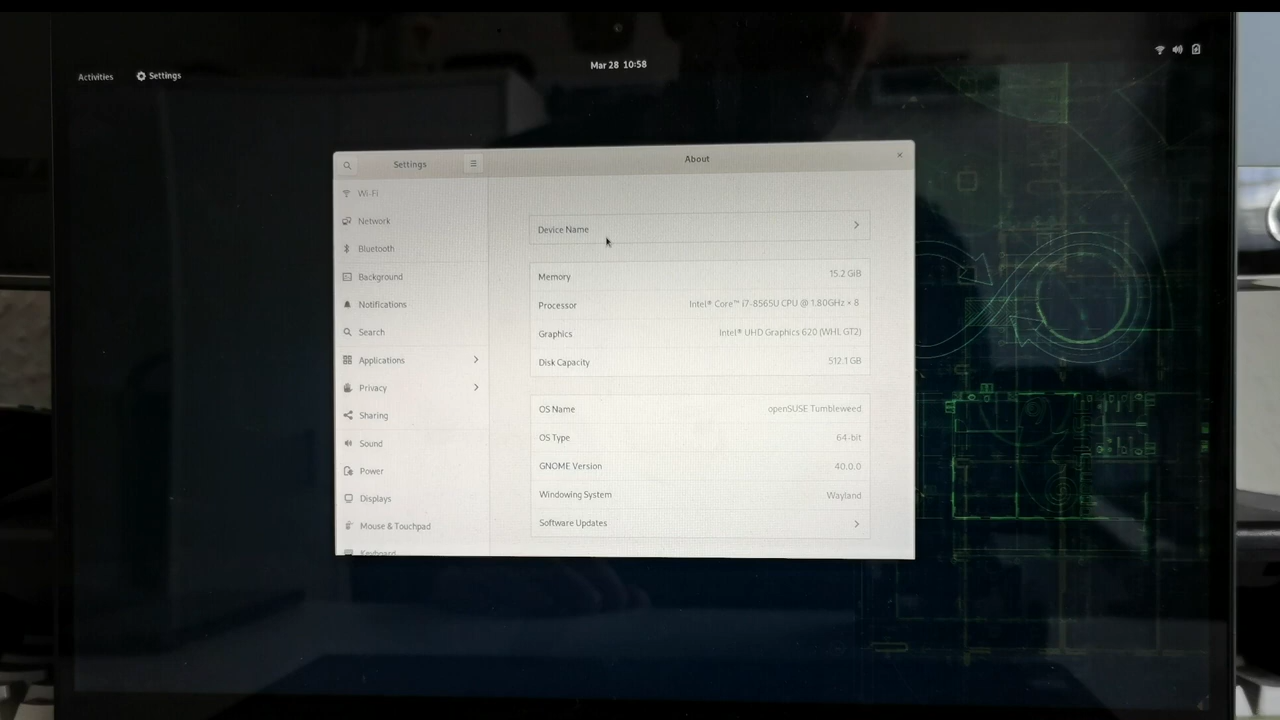 Mar 28 10:58
Activities
Settings
Settings
About
Wi-Fi
Network
Bluetooth
Background
Notifications
Search
Applications
Privacy
Sharing
Sound
Power
Displays
Mouse & Touchpad
Keyboard
Device Name
Memory 15.2 GiB
Processor Intel® Core™ i7-8565U CPU @ 1.80GHz × 8
Graphics Intel® UHD Graphics 620 (WHL GT2)
Disk Capacity 512.1 GB
OS Name openSUSE Tumbleweed
OS Type 64-bit
GNOME Version 40.0.0
Windowing System Wayland
Software Updates